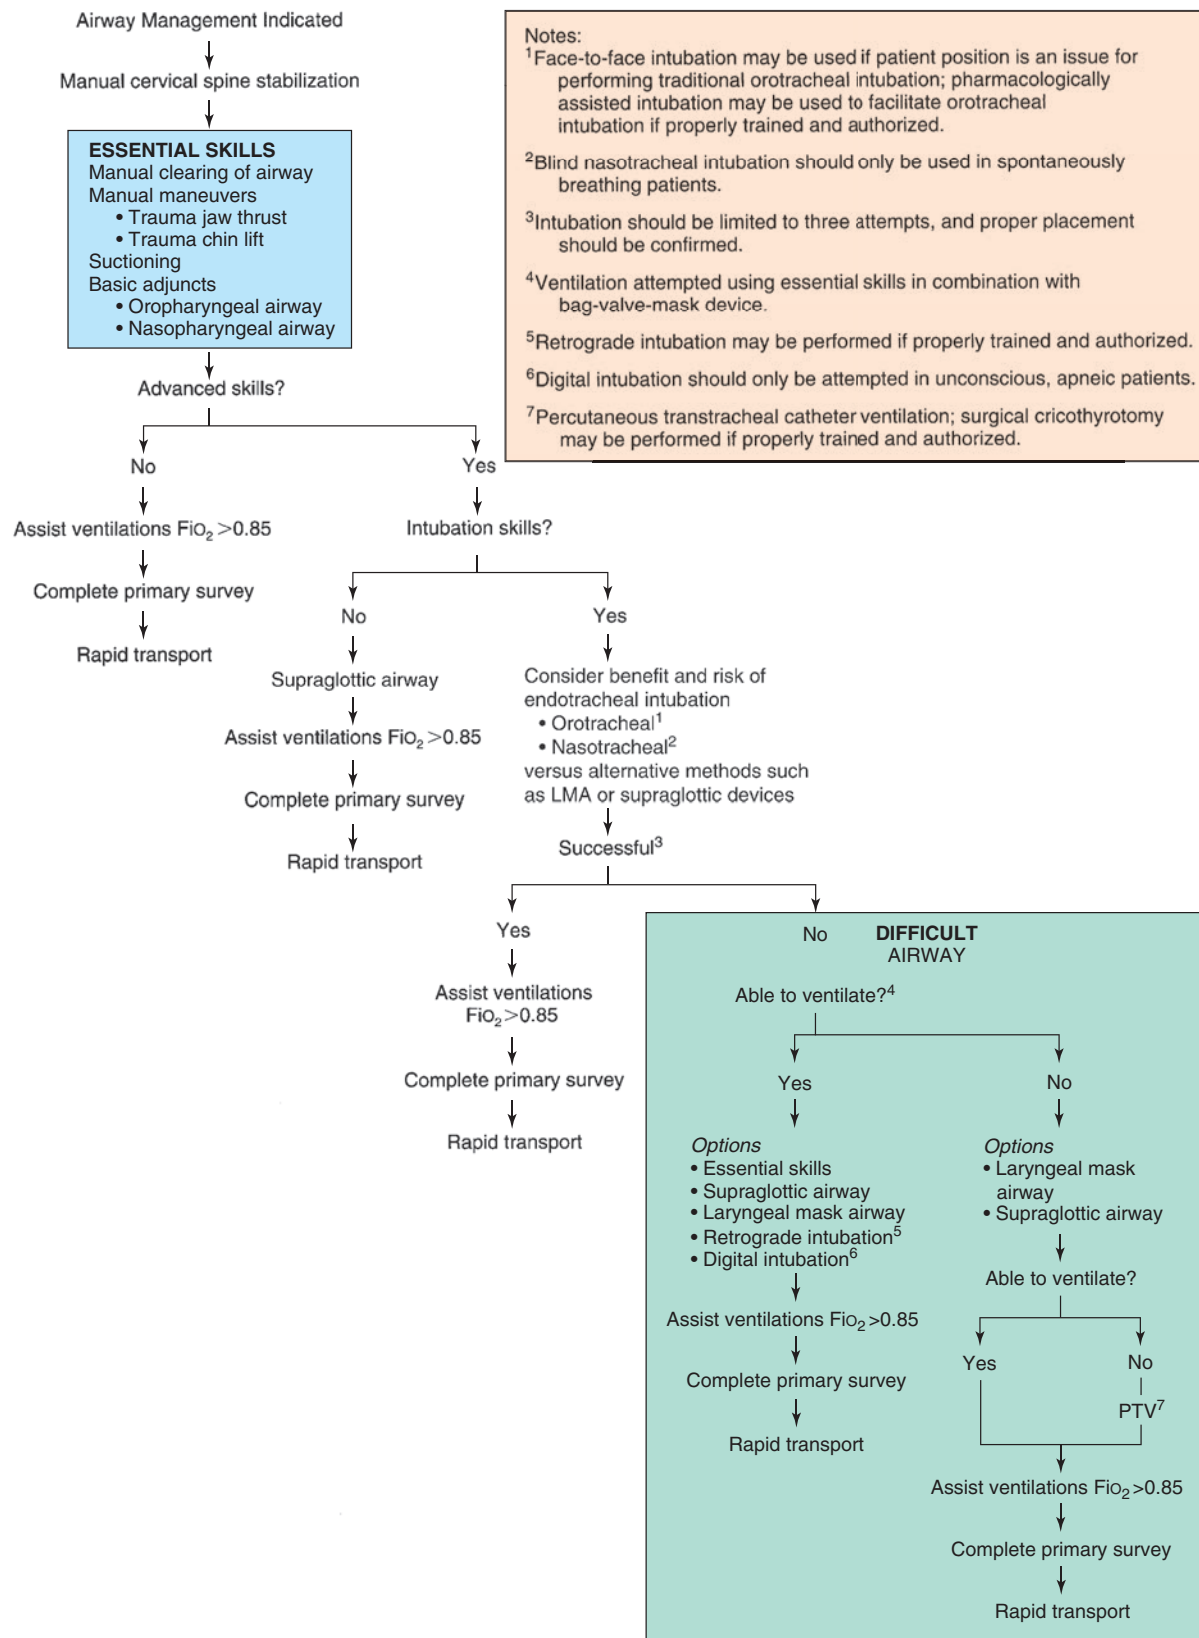 Airway Management Indicated
Manual cervical spine stabilization
ESSENTIAL SKILLS
Manual clearing of airway
Manual maneuvers
• Trauma jaw thrust
• Trauma chin lift
Suctioning
Basic adjuncts
• Oropharyngeal airway
• Nasopharyngeal airway
Notes:
¹Face-to-face intubation may be used if patient position is an issue for
performing traditional orotracheal intubation; pharmacologically
assisted intubation may be used to facilitate orotracheal
intubation if properly trained and authorized.
²Blind nasotracheal intubation should only be used in spontaneously
breathing patients.
³Intubation should be limited to three attempts, and proper placement
should be confirmed.
⁴Ventilation attempted using essential skills in combination with
bag-valve-mask device.
⁵Retrograde intubation may be performed if properly trained and authorized.
⁶Digital intubation should only be attempted in unconscious, apneic patients.
⁷Percutaneous transtracheal catheter ventilation; surgical cricothyrotomy
may be performed if properly trained and authorized.
Advanced skills?
No
Yes
Assist ventilations FiO₂ >0.85
Complete primary survey
Rapid transport
Intubation skills?
No
Yes
Supraglottic airway
Assist ventilations FiO₂ >0.85
Complete primary survey
Rapid transport
Consider benefit and risk of
endotracheal intubation
• Orotracheal¹
• Nasotracheal²
versus alternative methods such
as LMA or supraglottic devices
Successful³
Yes
Assist ventilations
FiO₂ >0.85
Complete primary survey
Rapid transport
No
DIFFICULT
AIRWAY
Able to ventilate?⁴
Yes
No
Options
• Essential skills
• Supraglottic airway
• Laryngeal mask airway
• Retrograde intubation⁵
• Digital intubation⁶
Assist ventilations FiO₂ >0.85
Complete primary survey
Rapid transport
Options
• Laryngeal mask
airway
• Supraglottic airway
Able to ventilate?
Yes
No
PTV⁷
Assist ventilations FiO₂ >0.85
Complete primary survey
Rapid transport